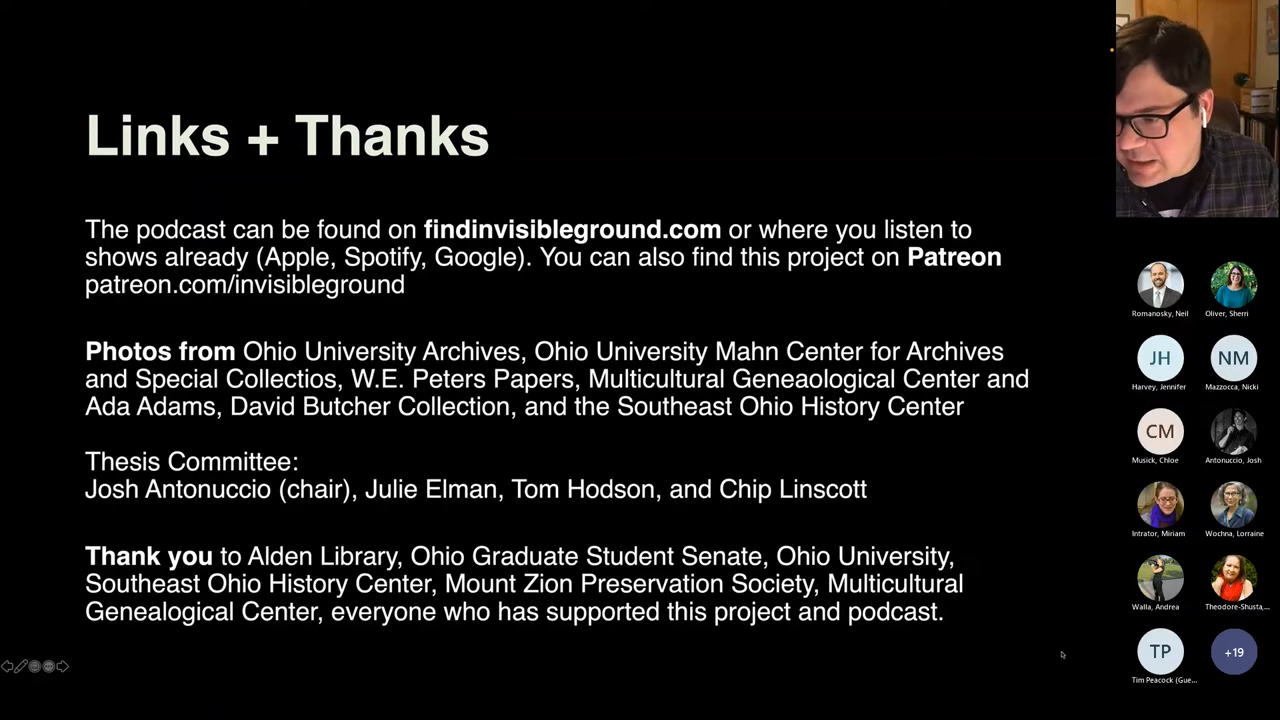 Links + Thanks
The podcast can be found on findinvisibleground.com or where you listen to
shows already (Apple, Spotify, Google). You can also find this project on Patreon
patreon.com/invisibleground
Photos from Ohio University Archives, Ohio University Mahn Center for Archives
and Special Collectios, W.E. Peters Papers, Multicultural Geneaological Center and
Ada Adams, David Butcher Collection, and the Southeast Ohio History Center
Thesis Committee:
Josh Antonuccio (chair), Julie Elman, Tom Hodson, and Chip Linscott
Thank you to Alden Library, Ohio Graduate Student Senate, Ohio University,
Southeast Ohio History Center, Mount Zion Preservation Society, Multicultural
Genealogical Center, everyone who has supported this project and podcast.
Romanosky, Neil
Oliver, Sherri
JH
NM
Harvey, Jennifer
Mazzocca, Nicki
CM
Musick, Chloe
Antonuccio, Josh
Intrator, Miriam
Wochna, Lorraine
Walla, Andrea
Theodore-Shusta,...
TP
+19
Tim Peacock (Gue...